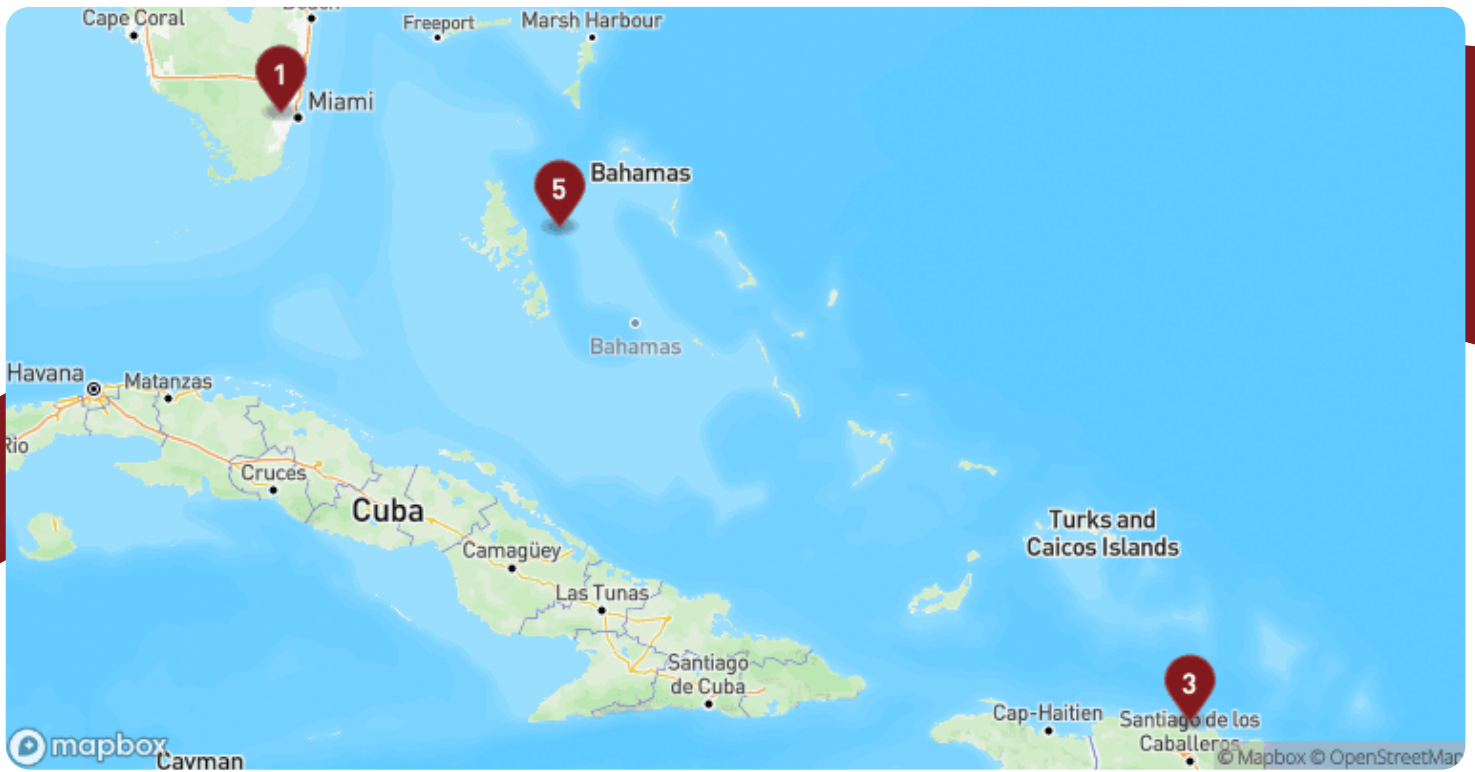 Cape Coral
Beach
Freeport
Marsh Harbour
1
Miami
Bahamas
5
Bahamas
Havana
Matanzas
Rio
Cruces
Cuba
Camagüey
Turks and
Caicos Islands
Las Tunas
Santiago
de Cuba
3
Cap-Haitien
Santiago de los
Caballeros
mapbox
Cayman
© Mapbox © OpenStreetMap